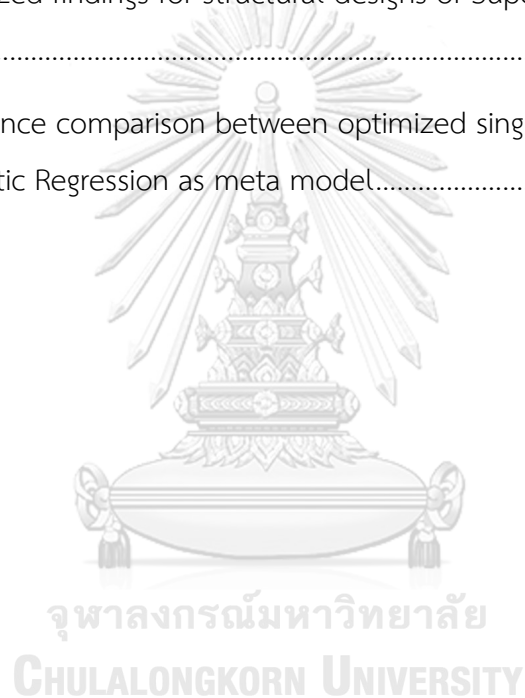 findings for structural designs of
....................................................................
nce comparison between optimized sing
tic Regression as meta model....................
จุฬาลงกรณ์มหาวิทยาลัย
CHULALONGKORN UNIVERSITY